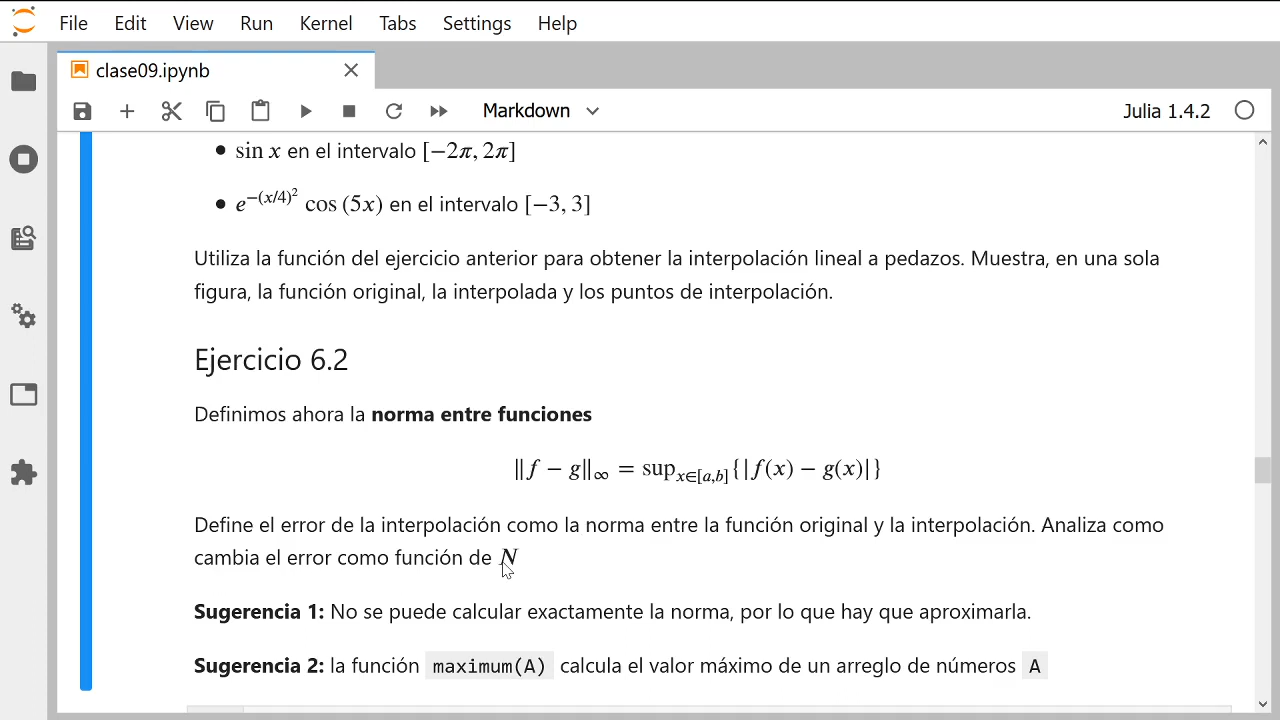 File Edit View Run Kernel Tabs Settings Help
clase09.ipynb
Markdown Julia 1.4.2
• sin x en el intervalo [−2π, 2π]
• e^{−(x/4)^2} cos (5x) en el intervalo [−3, 3]
Utiliza la función del ejercicio anterior para obtener la interpolación lineal a pedazos. Muestra, en una sola
figura, la función original, la interpolada y los puntos de interpolación.
Ejercicio 6.2
Definimos ahora la norma entre funciones
‖f − g‖_∞ = sup_{x∈[a,b]}{|f(x) − g(x)|}
Define el error de la interpolación como la norma entre la función original y la interpolación. Analiza como
cambia el error como función de N
Sugerencia 1: No se puede calcular exactamente la norma, por lo que hay que aproximarla.
Sugerencia 2: la función maximum(A) calcula el valor máximo de un arreglo de números A